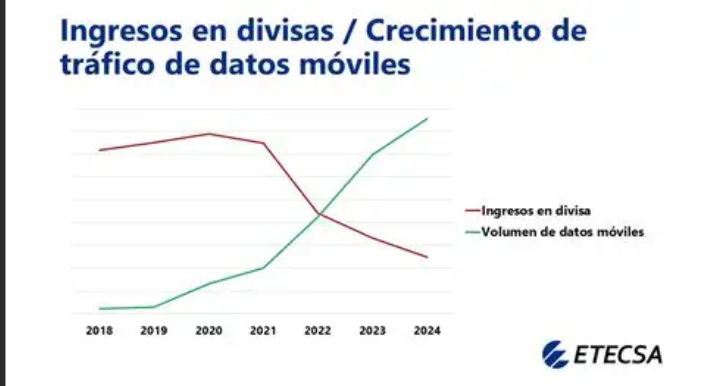 Ingresos en divisas / Crecimiento de
tráfico de datos móviles
Ingresos en divisa
Volumen de datos móviles
2018 2019 2020 2021 2022 2023 2024
ETECSA